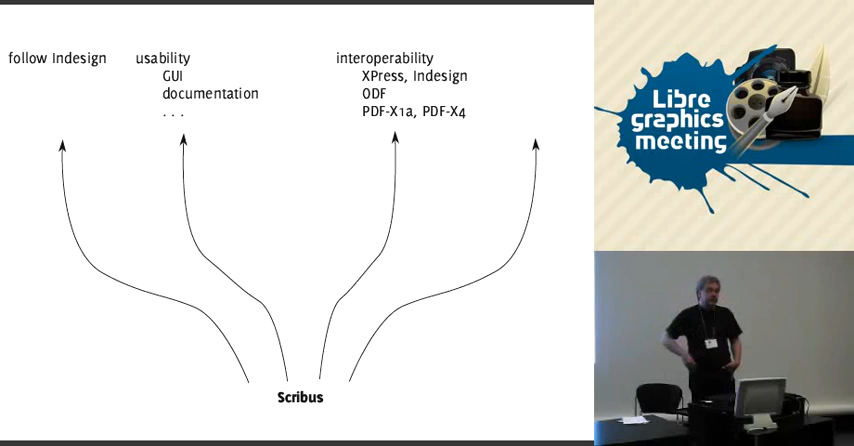 follow Indesign
usability
GUI
documentation
. . .
interoperability
XPress, Indesign
ODF
PDF-X1a, PDF-X4
Scribus
Libre
graphics
meeting